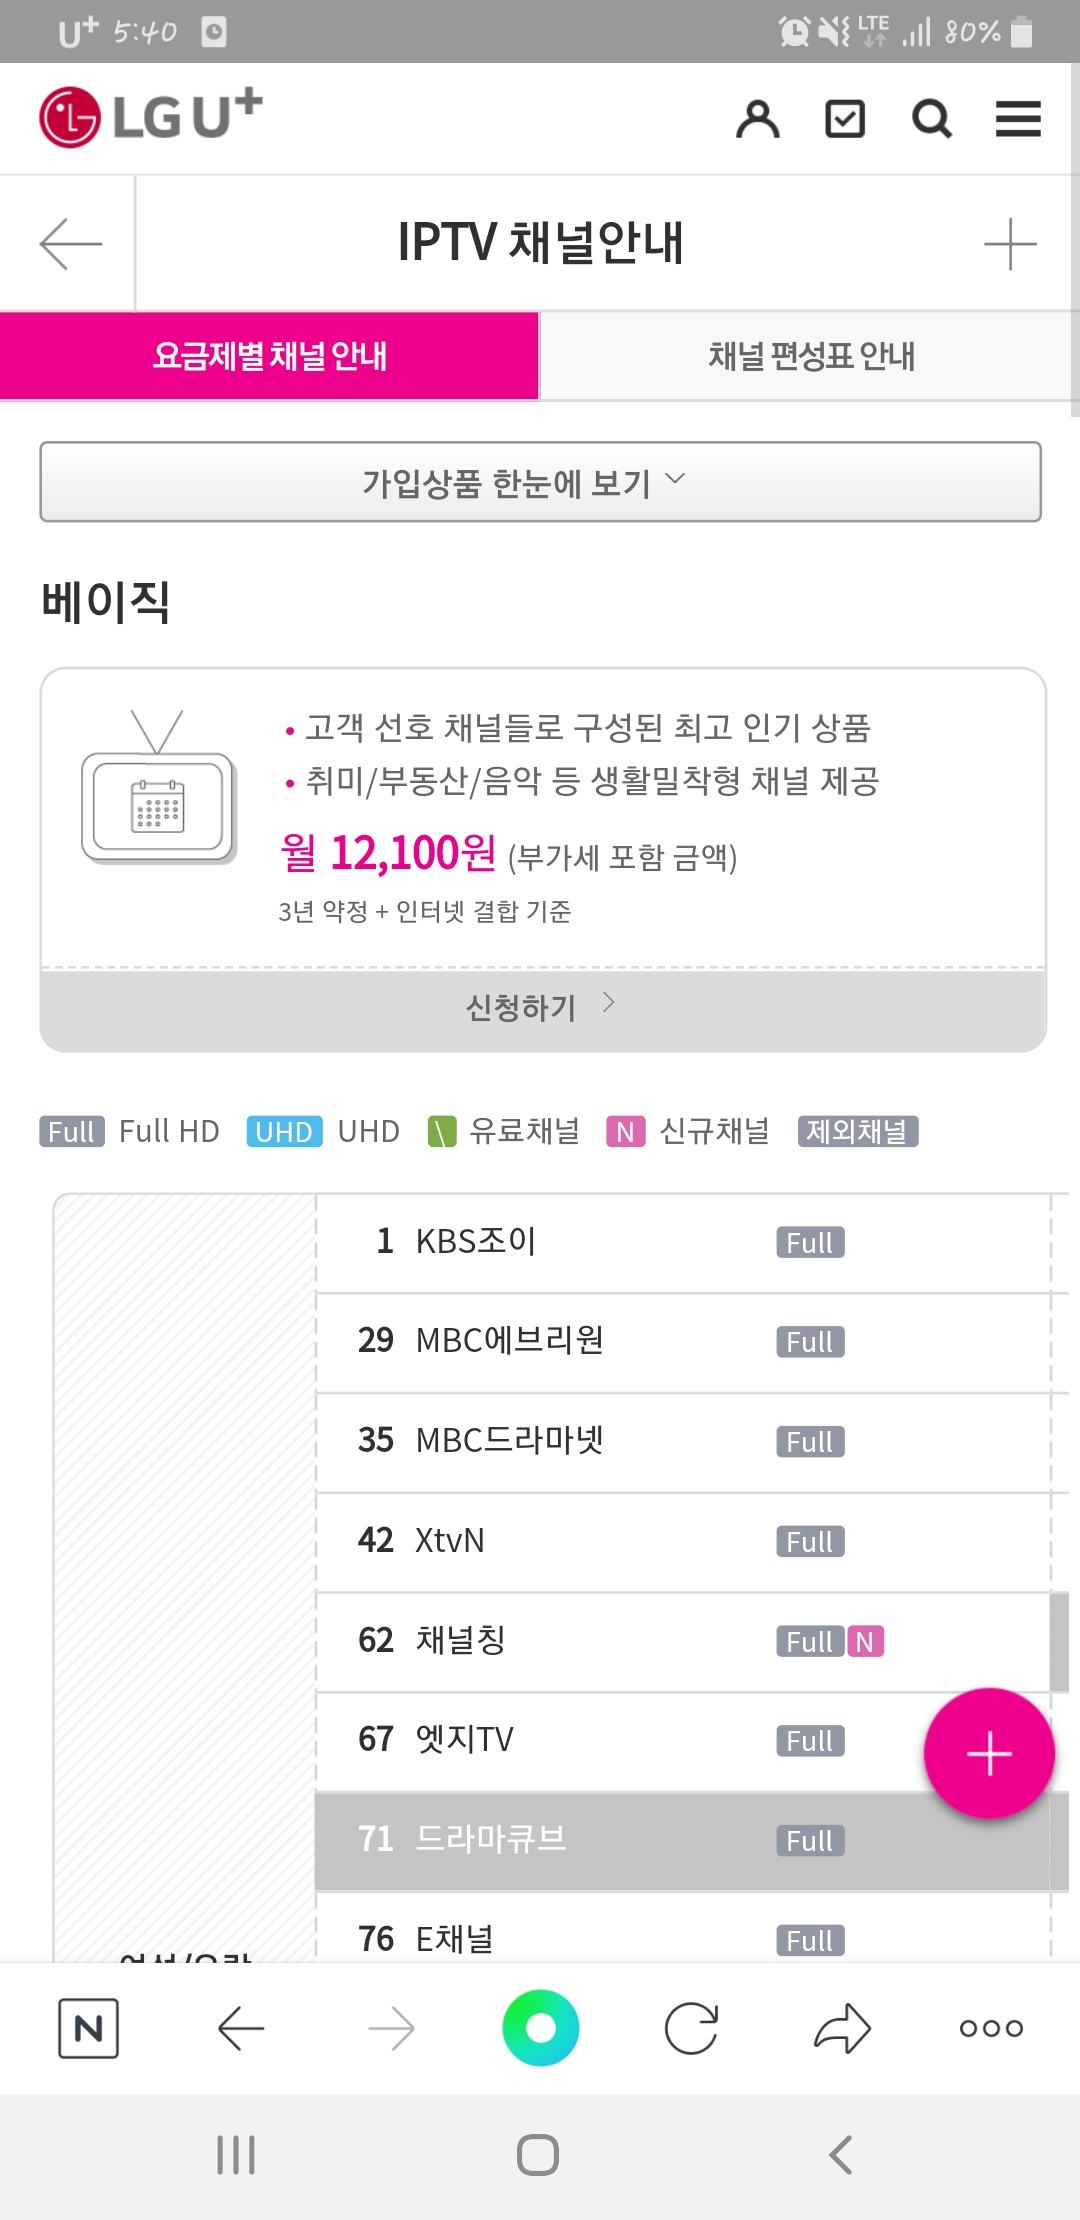 U+ 5:40 LTE 80%
LG U+
IPTV 채널안내
요금제별 채널 안내 채널 편성표 안내
가입상품 한눈에 보기
베이직
• 고객 선호 채널들로 구성된 최고 인기 상품
• 취미/부동산/음악 등 생활밀착형 채널 제공
월 12,100원 (부가세 포함 금액)
3년 약정 + 인터넷 결합 기준
신청하기
Full Full HD UHD UHD \ 유료채널 N 신규채널 제외채널
1 KBS조이 Full
29 MBC에브리원 Full
35 MBC드라마넷 Full
42 XtvN Full
62 채널칭 Full N
67 엣지TV Full
71 드라마큐브 Full
76 E채널 Full
N